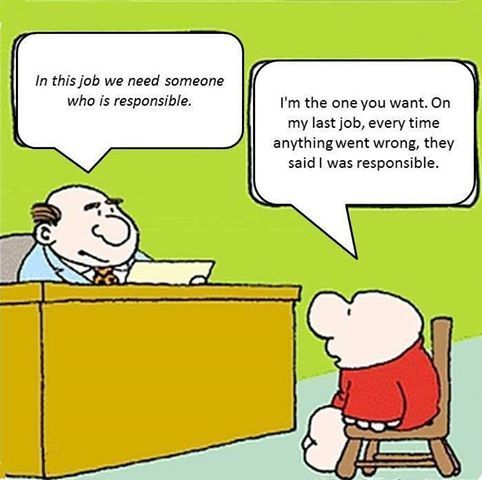 In this job we need someone
who is responsible.
I'm the one you want. On
my last job, every time
anything went wrong, they
said I was responsible.